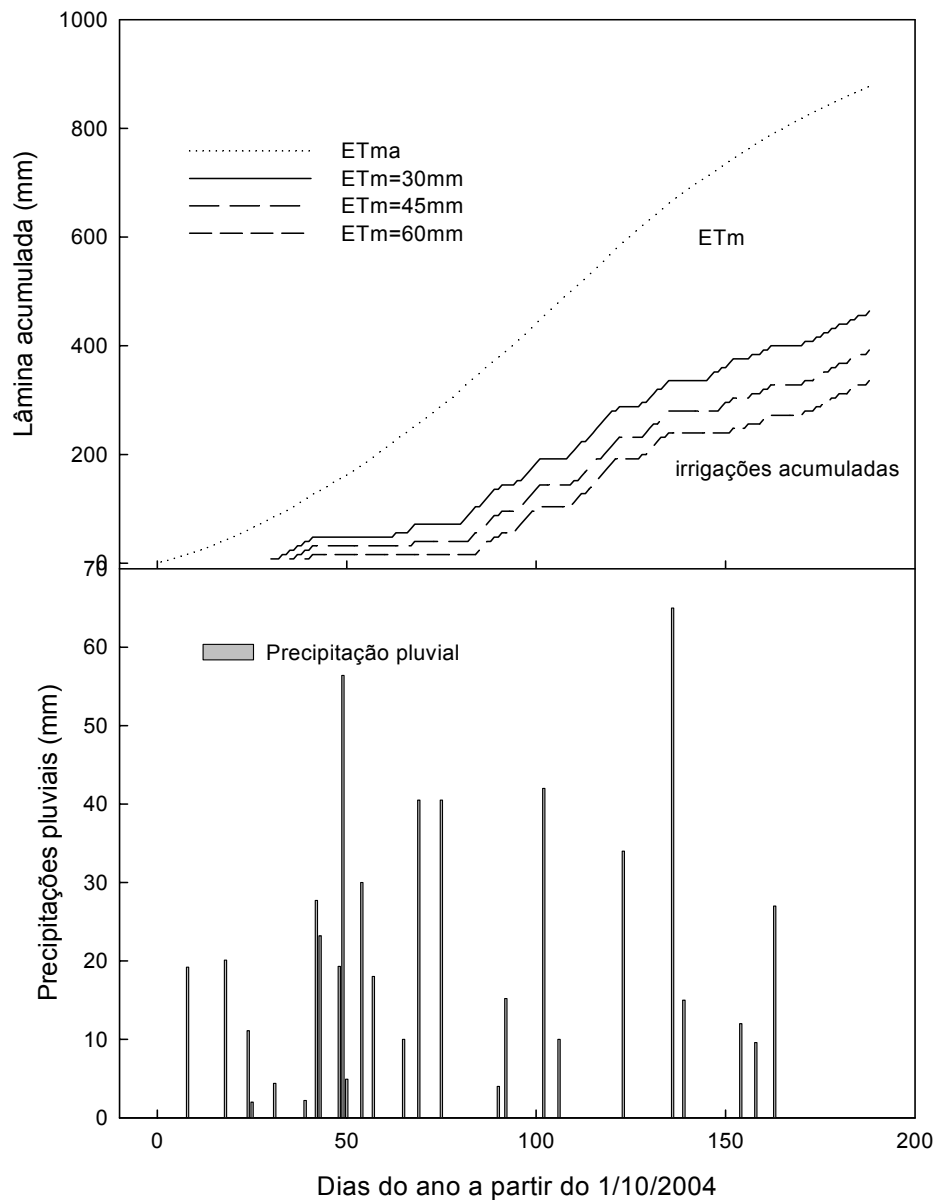 1000
800
600
400
200
0
Lâmina acumulada (mm)
ETma
ETm=30mm
ETm=45mm
ETm=60mm
ETm
irrigações acumuladas
70
60
50
40
30
20
10
0
Precipitações pluviais (mm)
Precipitação pluvial
0 50 100 150 200
Dias do ano a partir do 1/10/2004